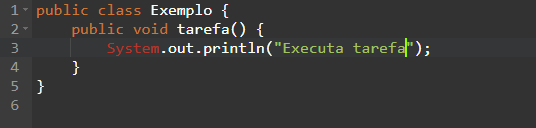 1 public class Exemplo {
2 public void tarefa() {
3 System.out.println("Executa tarefa");
4 }
5 }
6